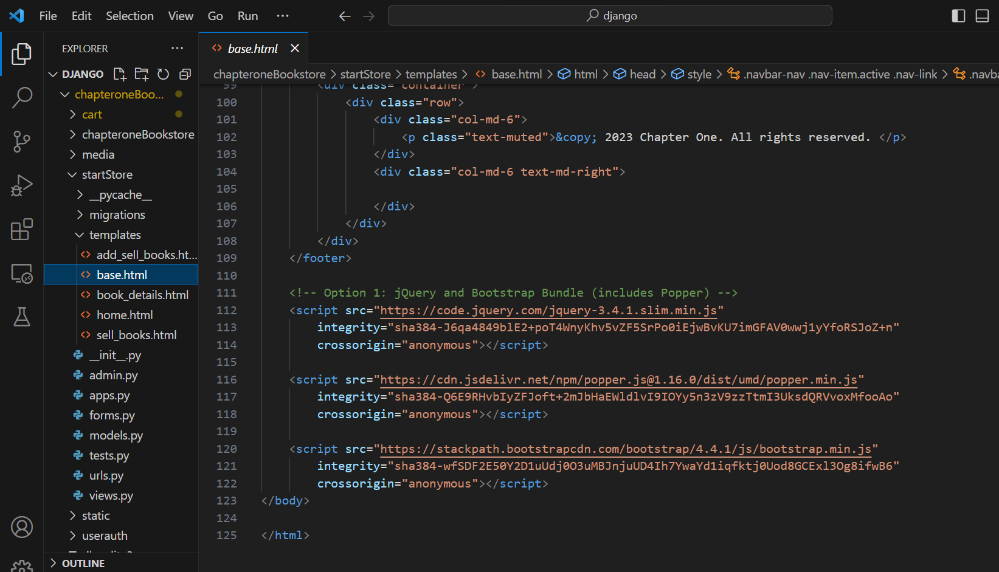 File Edit Selection View Go Run ··· django
EXPLORER ···
DJANGO
chapteroneBoo...
cart
chapteroneBookstore
media
startStore
__pycache__
migrations
templates
add_sell_books.ht...
base.html
book_details.html
home.html
sell_books.html
__init__.py
admin.py
apps.py
forms.py
models.py
tests.py
urls.py
views.py
static
userauth
OUTLINE
base.html
chapteroneBookstore > startStore > templates > base.html > html > head > style > .navbar-nav .nav-item.active .nav-link > .navba
99 <div class="container">
100 <div class="row">
101 <div class="col-md-6">
102 <p class="text-muted">&copy; 2023 Chapter One. All rights reserved. </p>
103 </div>
104 <div class="col-md-6 text-md-right">
105
106 </div>
107 </div>
108 </div>
109 </footer>
110
111 <!-- Option 1: jQuery and Bootstrap Bundle (includes Popper) -->
112 <script src="https://code.jquery.com/jquery-3.4.1.slim.min.js"
113 integrity="sha384-J6qa4849blE2+poT4WnyKhv5vZF5SrPo0iEjwBvKU7imGFAV0wwj1yYfoRSJoZ+n"
114 crossorigin="anonymous"></script>
115
116 <script src="https://cdn.jsdelivr.net/npm/popper.js@1.16.0/dist/umd/popper.min.js"
117 integrity="sha384-Q6E9RHvbIyZFJoft+2mJbHaEWldlvI9IOYy5n3zV9zzTtmI3UksdQRVvoxMfooAo"
118 crossorigin="anonymous"></script>
119
120 <script src="https://stackpath.bootstrapcdn.com/bootstrap/4.4.1/js/bootstrap.min.js"
121 integrity="sha384-wfSDF2E50Y2D1uUdj0O3uMBJnjuUD4Ih7YwaYd1iqfktj0Uod8GCExl3Og8ifwB6"
122 crossorigin="anonymous"></script>
123 </body>
124
125 </html>